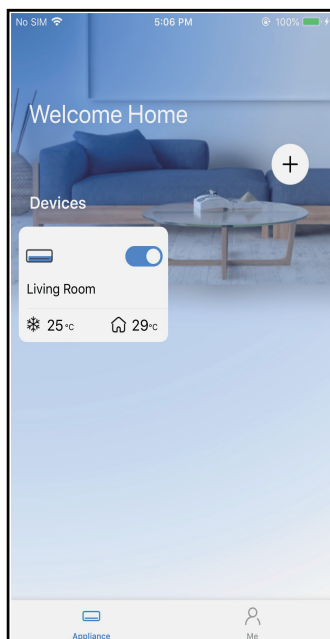 No SIM 5:06 PM 100%
Welcome Home
+
Devices
Living Room
25°C 29°C
Appliance Me